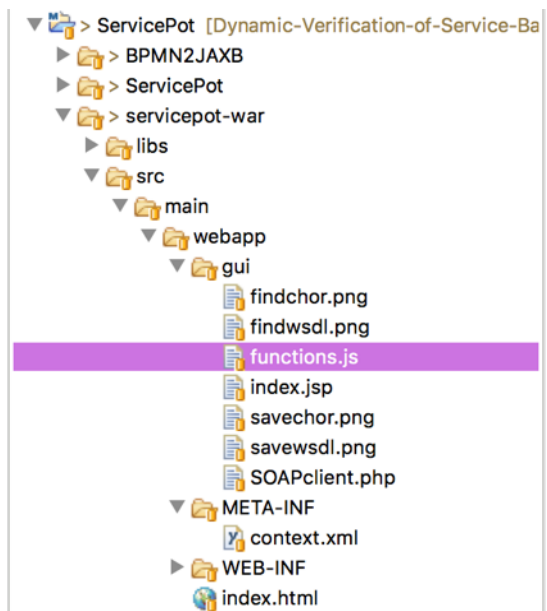 > ServicePot [Dynamic-Verification-of-Service-Ba
> BPMN2JAXB
> ServicePot
> servicepot-war
libs
src
main
webapp
gui
findchor.png
findwsdl.png
functions.js
index.jsp
savechor.png
savewsdl.png
SOAPclient.php
META-INF
context.xml
WEB-INF
index.html